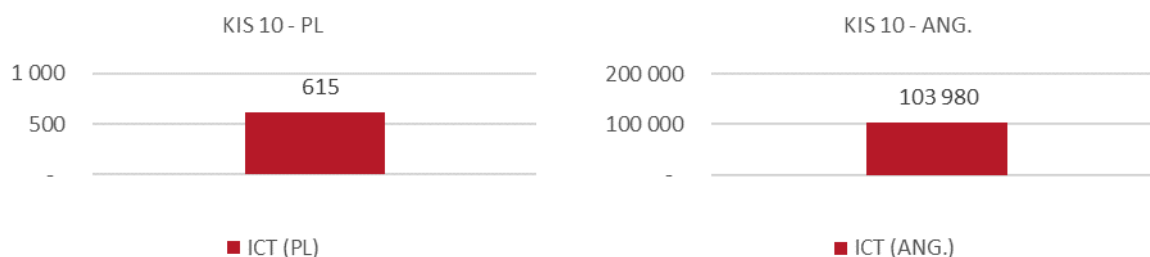 KIS 10 - PL
1 000
615
500
-
ICT (PL)
KIS 10 - ANG.
200 000
103 980
100 000
-
ICT (ANG.)